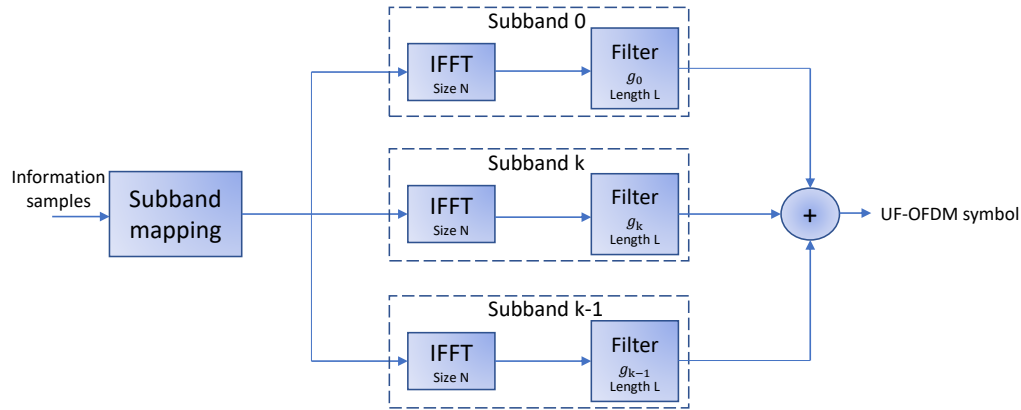 Subband 0
IFFT
Size N
Filter
g₀
Length L
Information
samples
Subband
mapping
Subband k
IFFT
Size N
Filter
gₖ
Length L
+
UF-OFDM symbol
Subband k-1
IFFT
Size N
Filter
gₖ₋₁
Length L